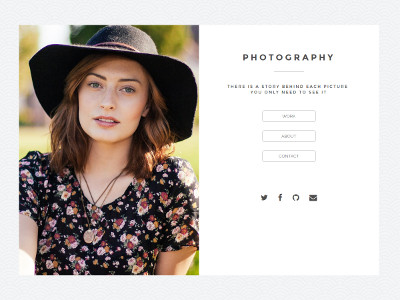 PHOTOGRAPHY
THERE IS A STORY BEHIND EACH PICTURE
YOU ONLY NEED TO SEE IT
WORK
ABOUT
CONTACT